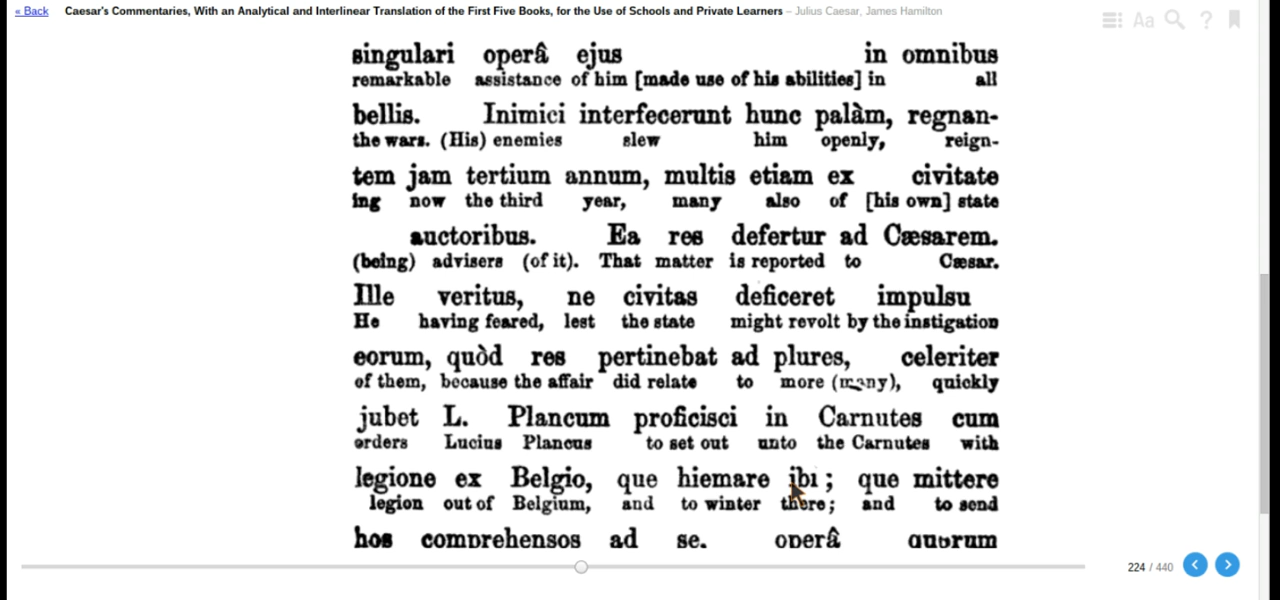 « Back Caesar's Commentaries, With an Analytical and Interlinear Translation of the First Five Books, for the Use of Schools and Private Learners – Julius Caesar, James Hamilton
Aa ?
singulari operâ ejus in omnibus
remarkable assistance of him [made use of his abilities] in all
bellis. Inimici interfecerunt hunc palàm, regnan-
the wars. (His) enemies slew him openly, reign-
tem jam tertium annum, multis etiam ex civitate
ing now the third year, many also of [his own] state
auctoribus. Ea res defertur ad Cæsarem.
(being) advisers (of it). That matter is reported to Cæsar.
Ille veritus, ne civitas deficeret impulsu
He having feared, lest the state might revolt by the instigation
eorum, quòd res pertinebat ad plures, celeriter
of them, because the affair did relate to more (many), quickly
jubet L. Plancum proficisci in Carnutes cum
orders Lucius Plancus to set out unto the Carnutes with
legione ex Belgio, que hiemare ibi; que mittere
legion out of Belgium, and to winter there; and to send
hos comprehensos ad se. operâ quorum
224 / 440